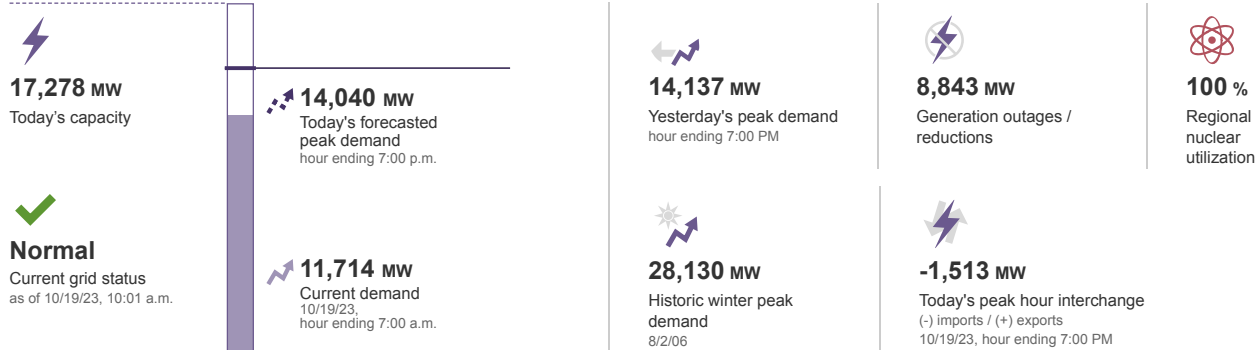 17,278 MW
Today's capacity
Normal
Current grid status
as of 10/19/23, 10:01 a.m.
14,040 MW
Today's forecasted
peak demand
hour ending 7:00 p.m.
11,714 MW
Current demand
10/19/23,
hour ending 7:00 a.m.
14,137 MW
Yesterday's peak demand
hour ending 7:00 PM
8,843 MW
Generation outages /
reductions
100 %
Regional
nuclear
utilization
28,130 MW
Historic winter peak
demand
8/2/06
-1,513 MW
Today's peak hour interchange
(-) imports / (+) exports
10/19/23, hour ending 7:00 PM